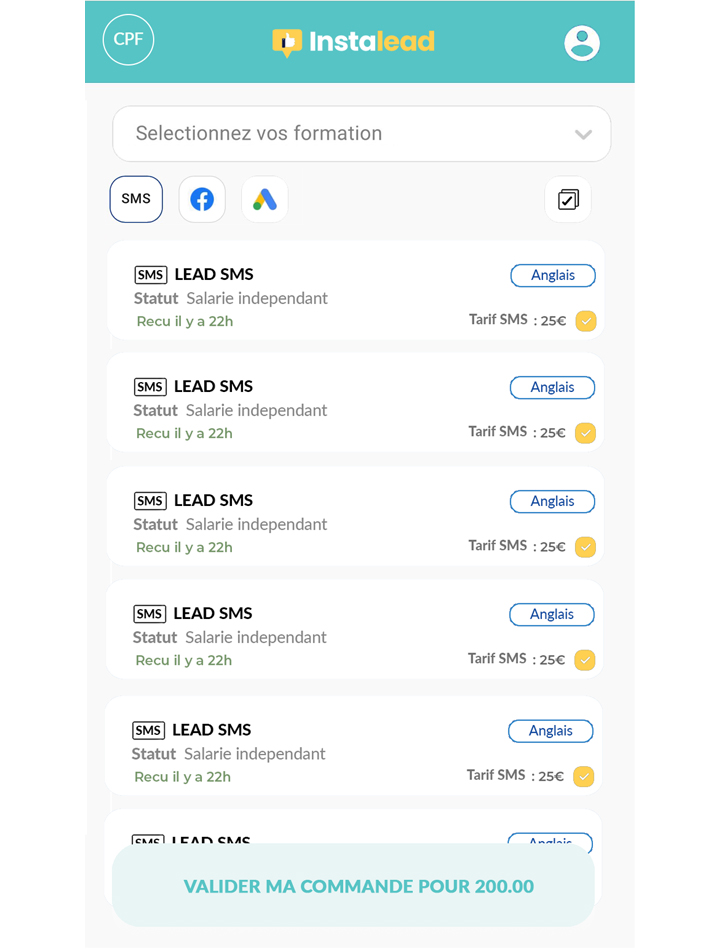 CPF
Instalead
Selectionnez vos formation
SMS
SMS LEAD SMS
Anglais
Statut Salarie independant
Recu il y a 22h
Tarif SMS : 25€
SMS LEAD SMS
Anglais
Statut Salarie independant
Recu il y a 22h
Tarif SMS : 25€
SMS LEAD SMS
Anglais
Statut Salarie independant
Recu il y a 22h
Tarif SMS : 25€
SMS LEAD SMS
Anglais
Statut Salarie independant
Recu il y a 22h
Tarif SMS : 25€
SMS LEAD SMS
Anglais
Statut Salarie independant
Recu il y a 22h
Tarif SMS : 25€
SMS LEAD SMS
Anglais
VALIDER MA COMMANDE POUR 200.00